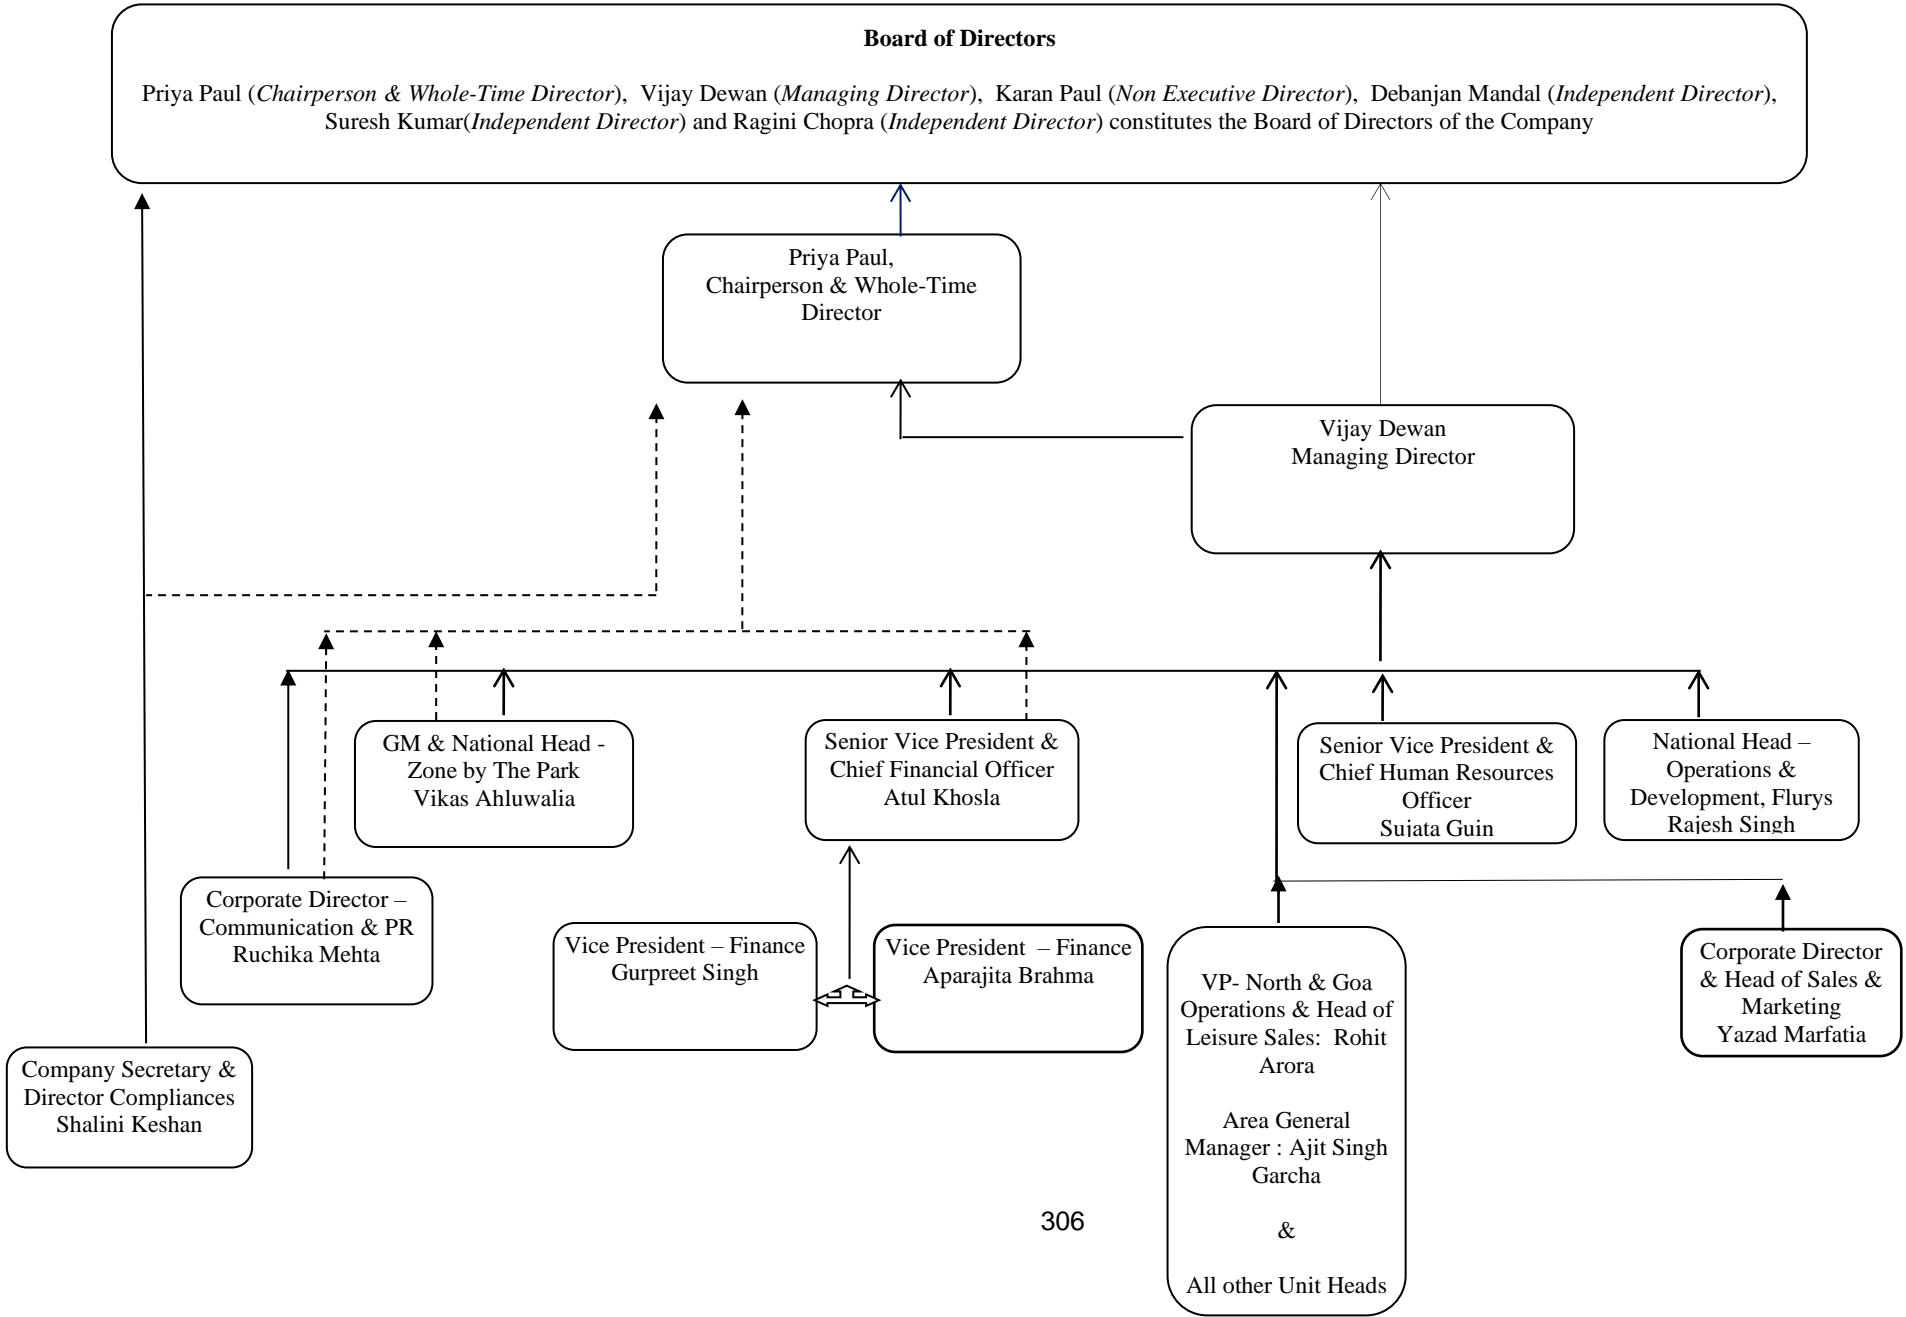 Board of Directors
Priya Paul (Chairperson & Whole-Time Director), Vijay Dewan (Managing Director), Karan Paul (Non Executive Director), Debanjan Mandal (Independent Director),
Suresh Kumar(Independent Director) and Ragini Chopra (Independent Director) constitutes the Board of Directors of the Company
Priya Paul,
Chairperson & Whole-Time
Director
Vijay Dewan
Managing Director
GM & National Head -
Zone by The Park
Vikas Ahluwalia
Senior Vice President &
Chief Financial Officer
Atul Khosla
Senior Vice President &
Chief Human Resources
Officer
Sujata Guin
National Head –
Operations &
Development, Flurys
Rajesh Singh
Corporate Director –
Communication & PR
Ruchika Mehta
Vice President – Finance
Gurpreet Singh
Vice President – Finance
Aparajita Brahma
VP- North & Goa
Operations & Head of
Leisure Sales: Rohit
Arora
Area General
Manager : Ajit Singh
Garcha
&
All other Unit Heads
Corporate Director
& Head of Sales &
Marketing
Yazad Marfatia
Company Secretary &
Director Compliances
Shalini Keshan
306